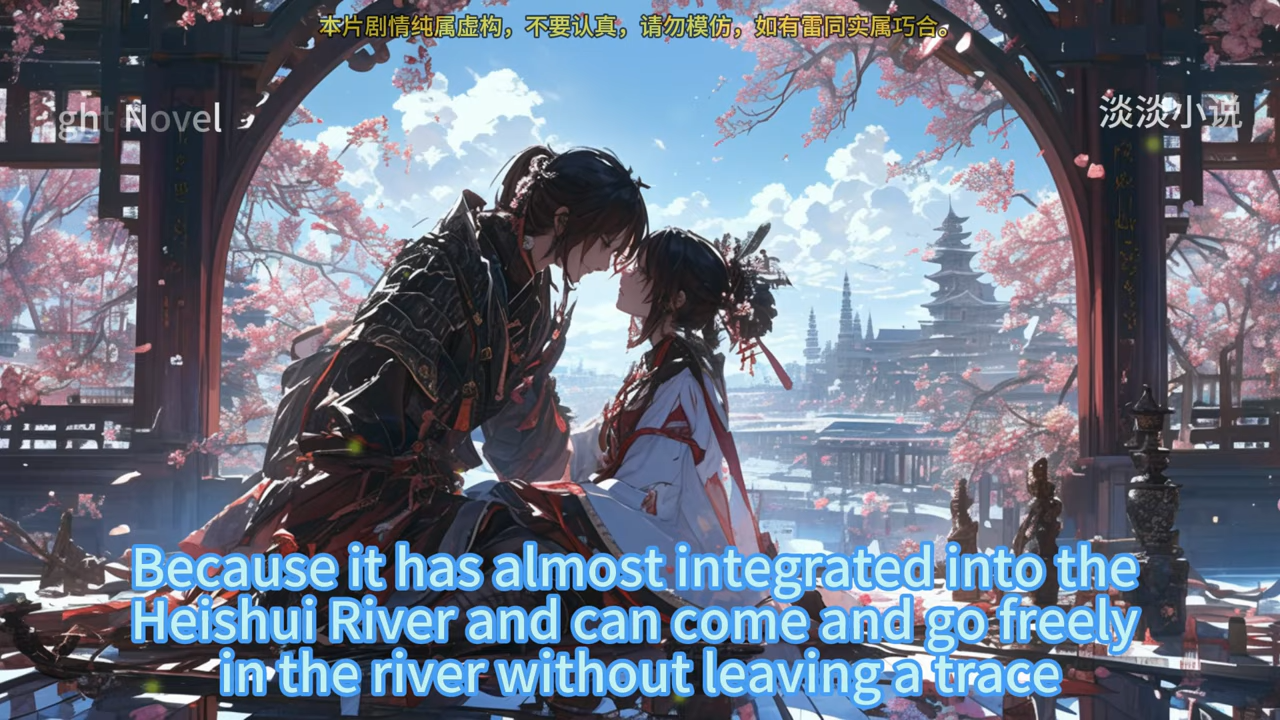 本片剧情纯属虚构，不要认真，请勿模仿，如有雷同实属巧合。
ght Novel
淡淡小说
Because it has almost integrated into the
Heishui River and can come and go freely
in the river without leaving a trace